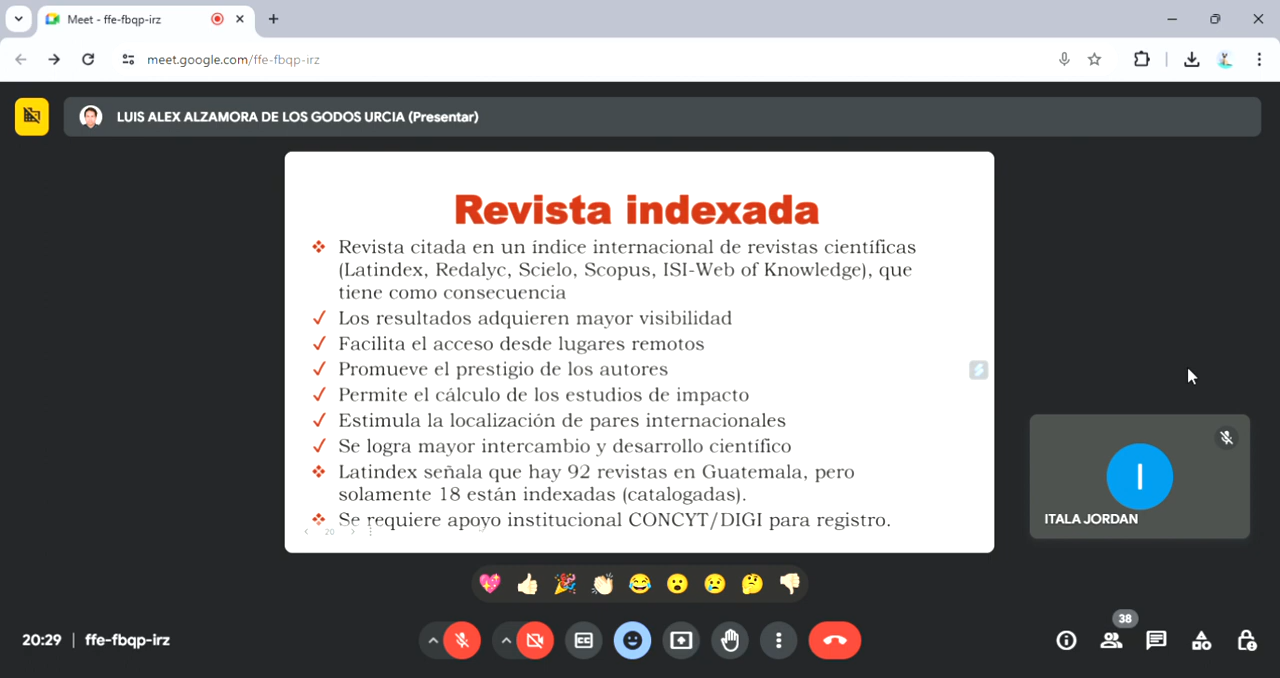 Meet - ffe-fbqp-irz
meet.google.com/ffe-fbqp-irz
LUIS ALEX ALZAMORA DE LOS GODOS URCIA (Presentar)
Revista indexada
Revista citada en un índice internacional de revistas científicas
(Latindex, Redalyc, Scielo, Scopus, ISI-Web of Knowledge), que
tiene como consecuencia
Los resultados adquieren mayor visibilidad
Facilita el acceso desde lugares remotos
Promueve el prestigio de los autores
Permite el cálculo de los estudios de impacto
Estimula la localización de pares internacionales
Se logra mayor intercambio y desarrollo científico
Latindex señala que hay 92 revistas en Guatemala, pero
solamente 18 están indexadas (catalogadas).
Se requiere apoyo institucional CONCYT/DIGI para registro.
20
I
ITALA JORDAN
38
20:29 | ffe-fbqp-irz